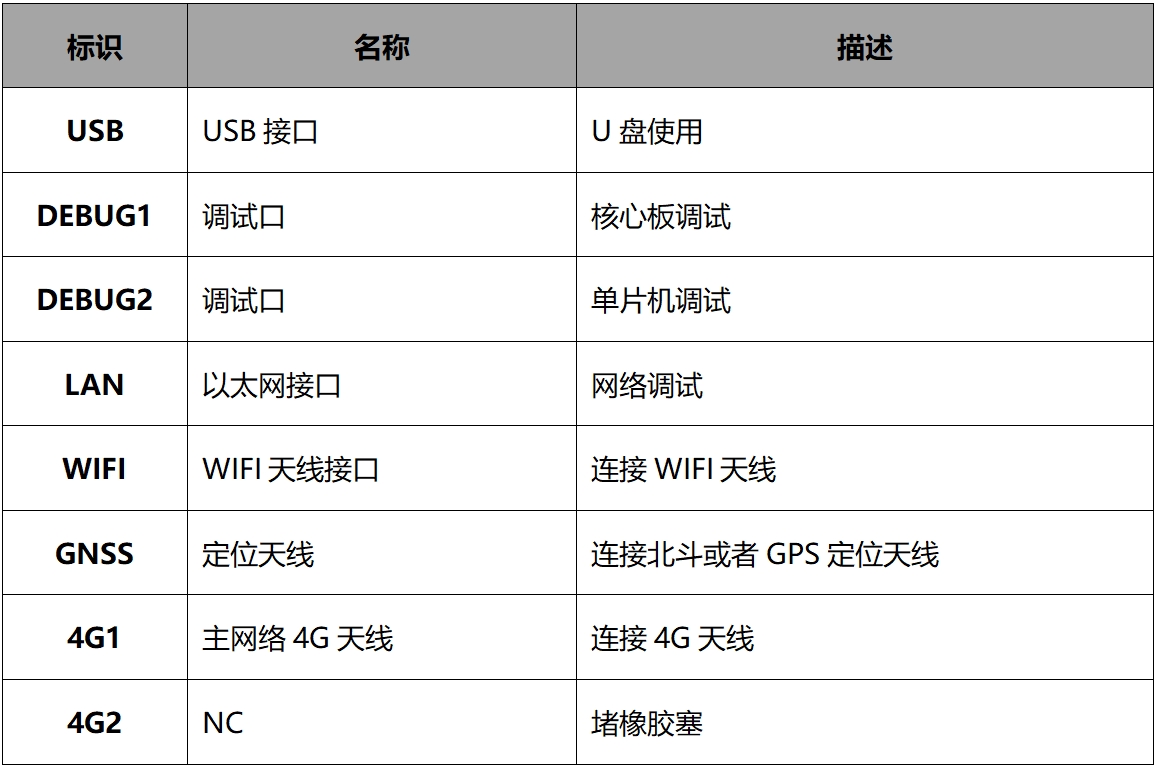 标识 名称 描述
USB USB 接口 U 盘使用
DEBUG1 调试口 核心板调试
DEBUG2 调试口 单片机调试
LAN 以太网接口 网络调试
WIFI WIFI 天线接口 连接 WIFI 天线
GNSS 定位天线 连接北斗或者 GPS 定位天线
4G1 主网络 4G 天线 连接 4G 天线
4G2 NC 堵橡胶塞